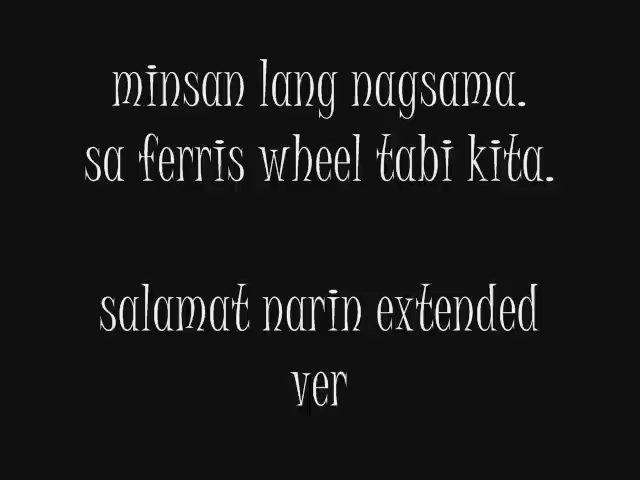 minsan lang nagsama.
sa ferris wheel tabi kita.
salamat narin extended
ver